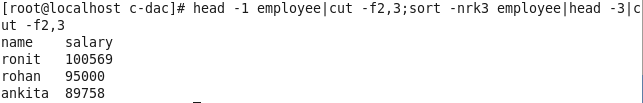 [root@localhost c-dac]# head -1 employee|cut -f2,3;sort -nrk3 employee|head -3|c
ut -f2,3
name    salary
ronit   100569
rohan   95000
ankita  89758